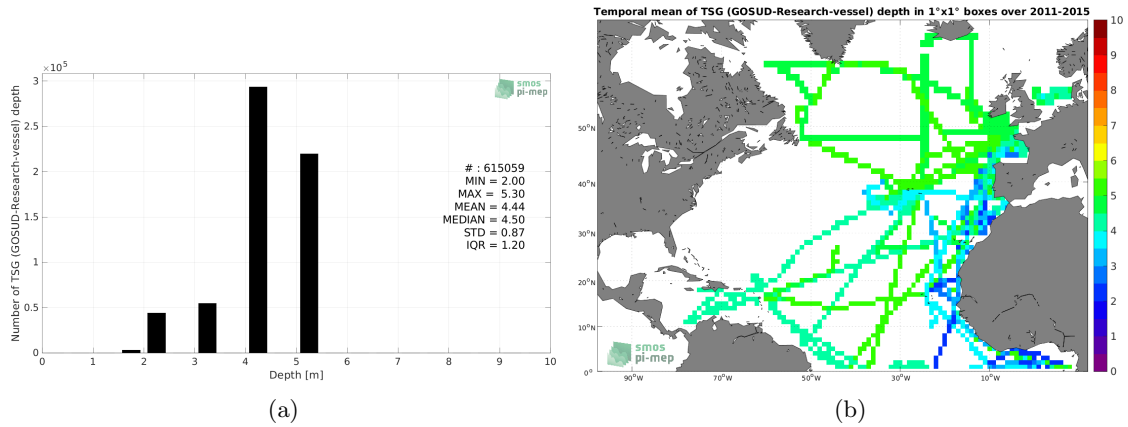 ×10⁵
3
2.5
2
1.5
1
0.5
0
0 1 2 3 4 5 6 7 8 9 10
Depth [m]
Number of TSG (GOSUD-Research-vessel) depth
smos
pi-mep
# : 615059
MIN = 2.00
MAX = 5.30
MEAN = 4.44
MEDIAN = 4.50
STD = 0.87
IQR = 1.20
(a)
Temporal mean of TSG (GOSUD-Research-vessel) depth in 1°x1° boxes over 2011-2015
50°N
40°N
30°N
20°N
10°N
0°
90°W 70°W 50°W 30°W 10°W
smos
pi-mep
10
9
8
7
6
5
4
3
2
1
0
(b)